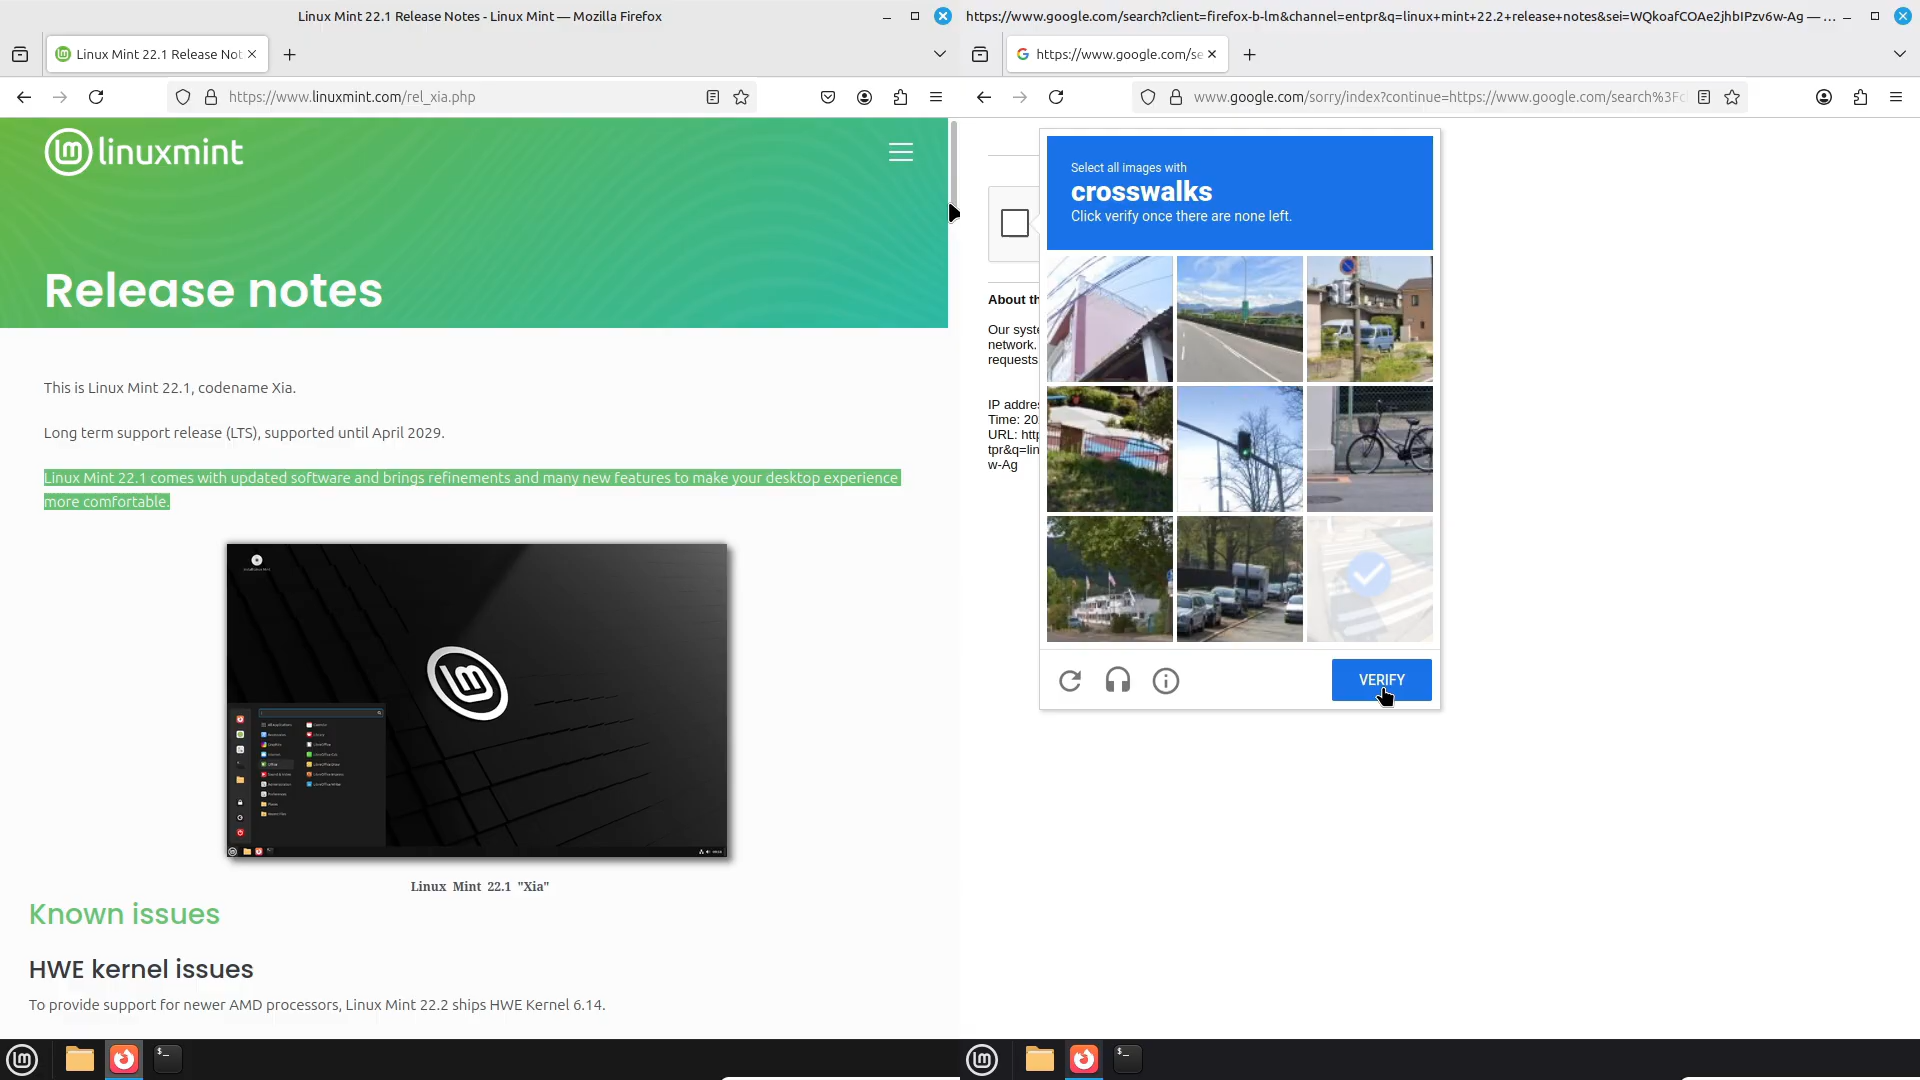 Linux Mint 22.1 Release Notes - Linux Mint — Mozilla Firefox
Linux Mint 22.1 Release Not
https://www.linuxmint.com/rel_xia.php
linuxmint
Release notes
This is Linux Mint 22.1, codename Xia.
Long term support release (LTS), supported until April 2029.
Linux Mint 22.1 comes with updated software and brings refinements and many new features to make your desktop experience
more comfortable.
Linux Mint 22.1 "Xia"
Known issues
HWE kernel issues
To provide support for newer AMD processors, Linux Mint 22.2 ships HWE Kernel 6.14.
https://www.google.com/search?client=firefox-b-lm&channel=entpr&q=linux+mint+22.2+release+notes&sei=WQkoafCOAe2jhbIPzv6w-Ag — ...
https://www.google.com/se
www.google.com/sorry/index?continue=https://www.google.com/search%3Fc
Select all images with
crosswalks
Click verify once there are none left.
About th
Our syste
network.
requests
IP addre
Time: 20
URL: http
tpr&q=lin
w-Ag
VERIFY